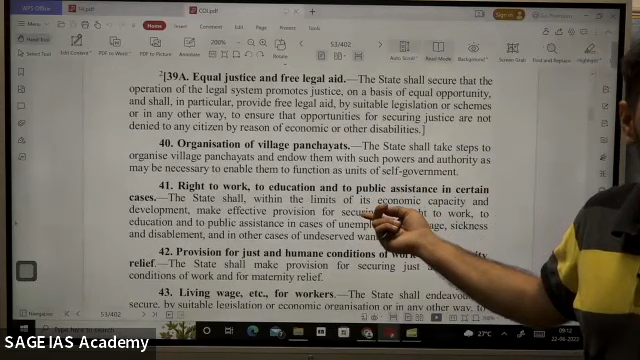 WPS Office
14.pdf
COI.pdf
Sign in
Go Premium
Menu
Home
Insert
Comment
Edit
Page
Protect
Tools
Hand Tool
Select Tool
Edit Content
PDF to Word
PDF to Picture
Annotate
200%
Rotate
53/402
Auto Scroll
Read Mode
Background
Screen Grab
Find
Highlight
2[39A. Equal justice and free legal aid.—The State shall secure that the
operation of the legal system promotes justice, on a basis of equal opportunity,
and shall, in particular, provide free legal aid, by suitable legislation or schemes
or in any other way, to ensure that opportunities for securing justice are not
denied to any citizen by reason of economic or other disabilities.]
40. Organisation of village panchayats.—The State shall take steps to
organise village panchayats and endow them with such powers and authority as
may be necessary to enable them to function as units of self-government.
41. Right to work, to education and to public assistance in certain
cases.—The State shall, within the limits of its economic capacity and
development, make effective provision for to work, to
education and to public assistance in cases of sickness
and disablement, and in other cases of undeserved
42. Provision for just and humane conditions of
relief.—The State shall make provision for securing
conditions of work and for maternity relief.
43. Living wage, etc., for workers.—The State shall endeavour
secure, by suitable legislation or economic organisation or in any other way, to
Navigation
53/402
Type here to search
27°C
09:12
22-06-2022
SAGE IAS Academy